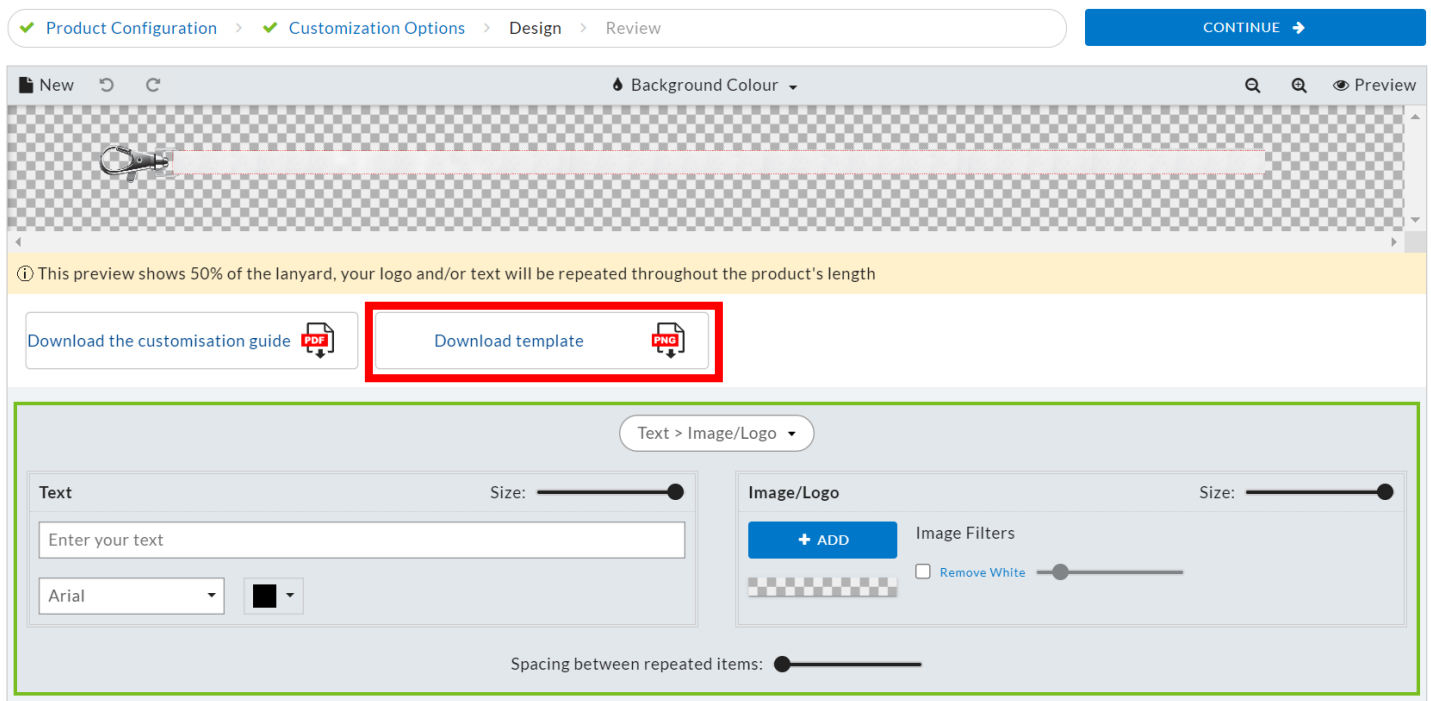 Product Configuration > Customization Options > Design > Review
CONTINUE
New
Background Colour
Preview
This preview shows 50% of the lanyard, your logo and/or text will be repeated throughout the product's length
Download the customisation guide PDF
Download template PNG
Text > Image/Logo
Text Size:
Enter your text
Arial
Image/Logo Size:
+ ADD
Image Filters
Remove White
Spacing between repeated items: